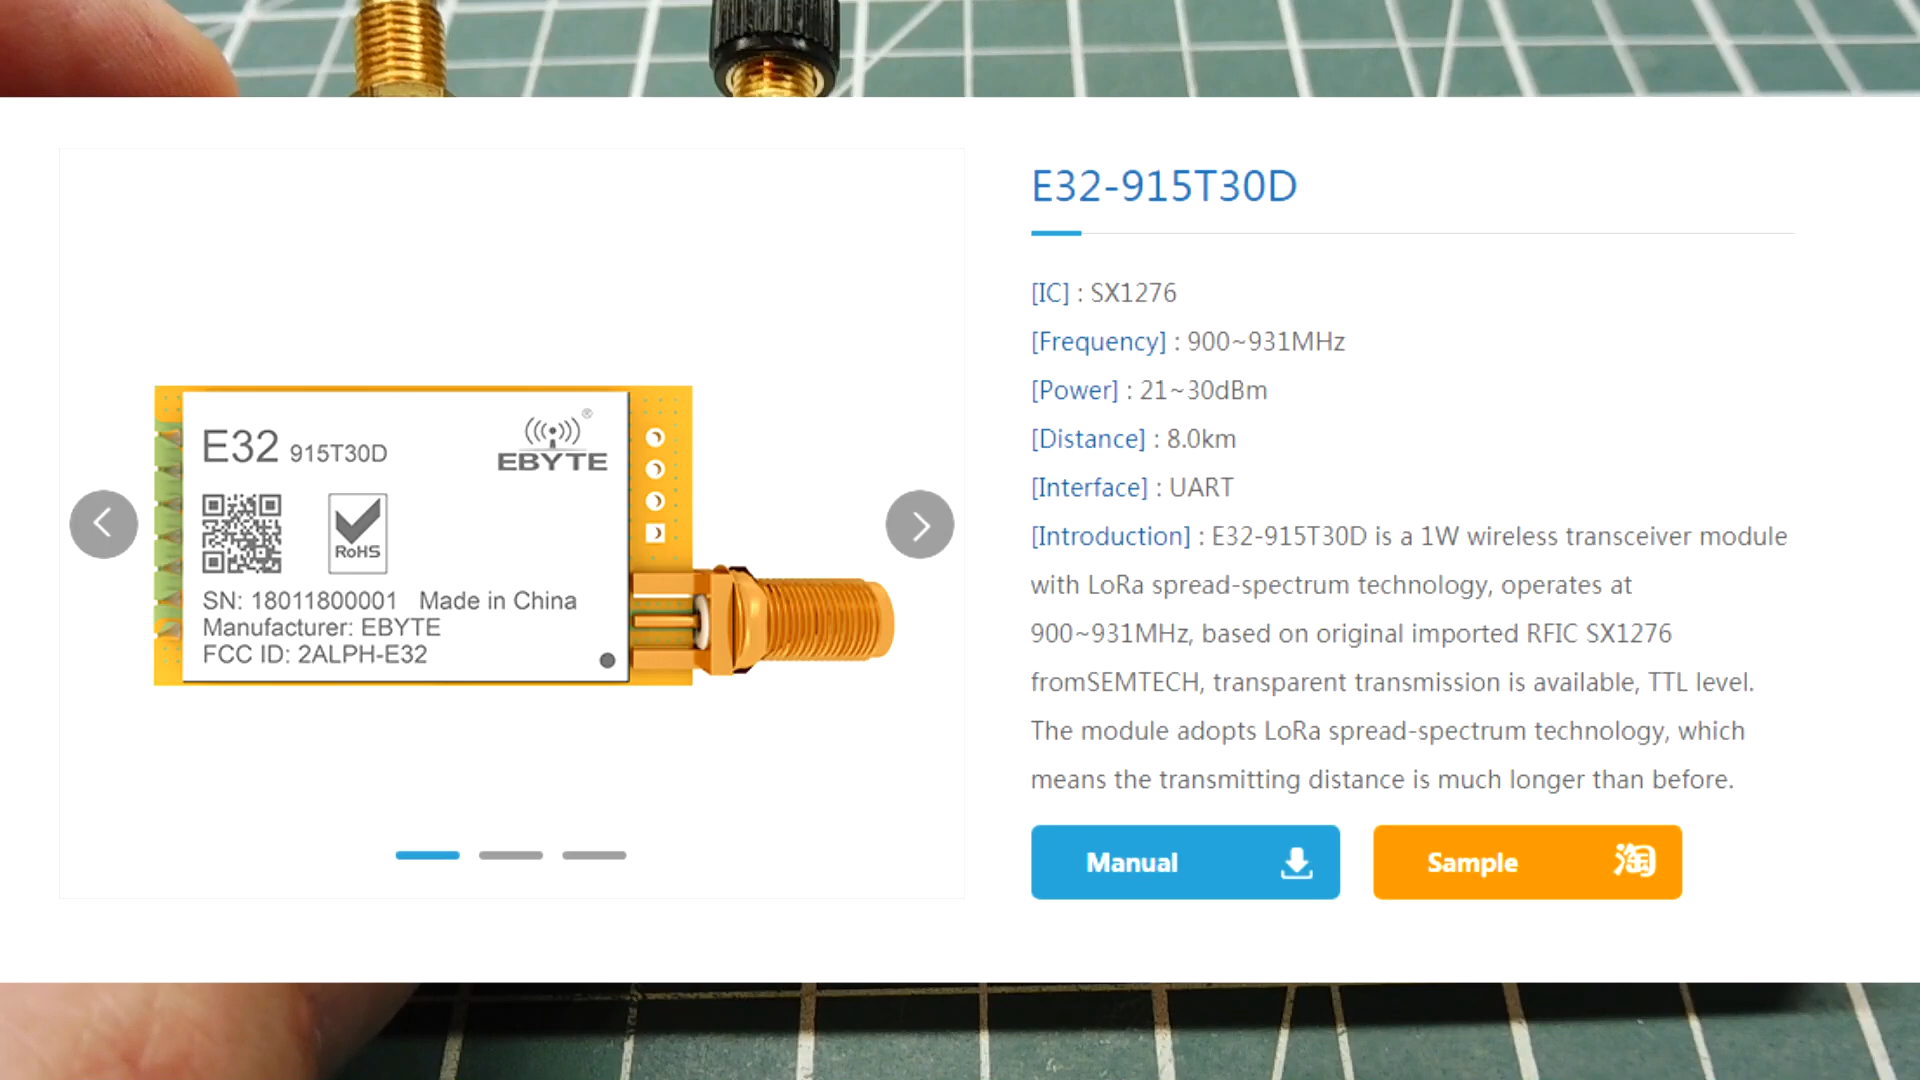 E32-915T30D
[IC] : SX1276
[Frequency] : 900~931MHz
[Power] : 21~30dBm
[Distance] : 8.0km
[Interface] : UART
[Introduction] : E32-915T30D is a 1W wireless transceiver module
with LoRa spread-spectrum technology, operates at
900~931MHz, based on original imported RFIC SX1276
fromSEMTECH, transparent transmission is available, TTL level.
The module adopts LoRa spread-spectrum technology, which
means the transmitting distance is much longer than before.
Manual
Sample 淘
E32 915T30D
EBYTE ®
RoHS
SN: 18011800001 Made in China
Manufacturer: EBYTE
FCC ID: 2ALPH-E32